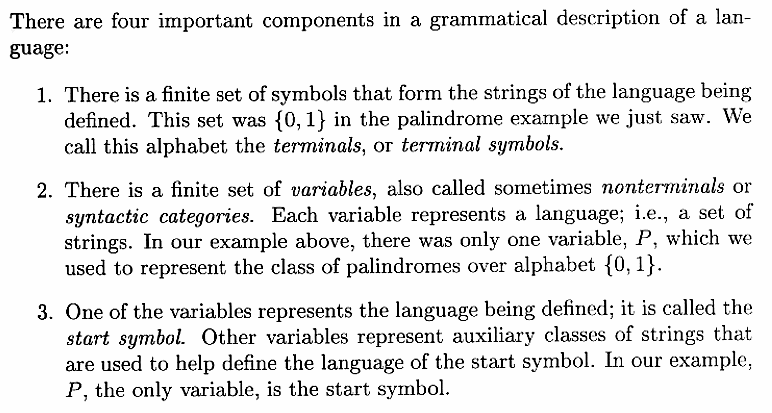 There are four important components in a grammatical description of a lan-
guage:
1. There is a finite set of symbols that form the strings of the language being
defined. This set was {0, 1} in the palindrome example we just saw. We
call this alphabet the terminals, or terminal symbols.
2. There is a finite set of variables, also called sometimes nonterminals or
syntactic categories. Each variable represents a language; i.e., a set of
strings. In our example above, there was only one variable, P, which we
used to represent the class of palindromes over alphabet {0, 1}.
3. One of the variables represents the language being defined; it is called the
start symbol. Other variables represent auxiliary classes of strings that
are used to help define the language of the start symbol. In our example,
P, the only variable, is the start symbol.